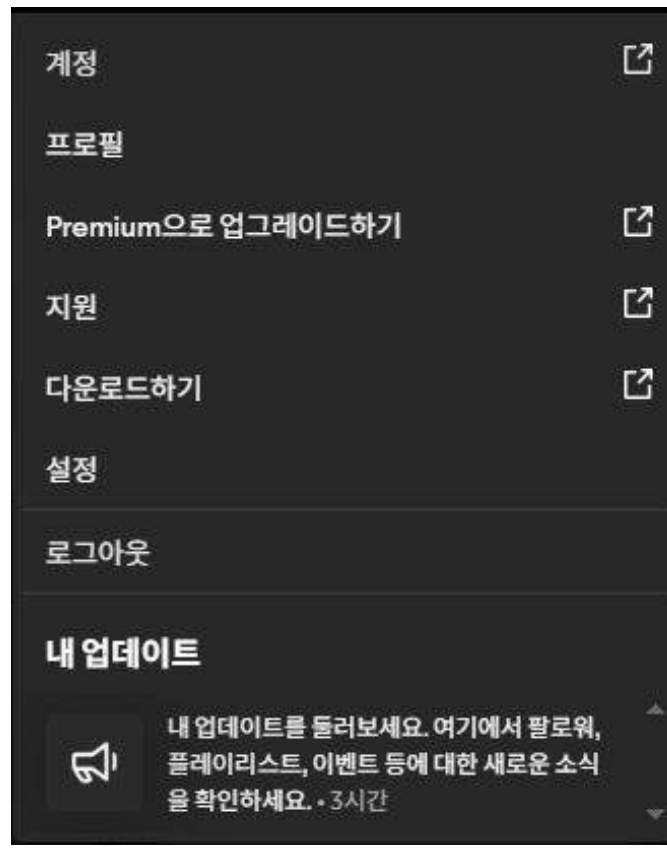 계정
프로필
Premium으로 업그레이드하기
지원
다운로드하기
설정
로그아웃
내 업데이트
내 업데이트를 둘러보세요. 여기에서 팔로워,
플레이리스트, 이벤트 등에 대한 새로운 소식
을 확인하세요. • 3시간